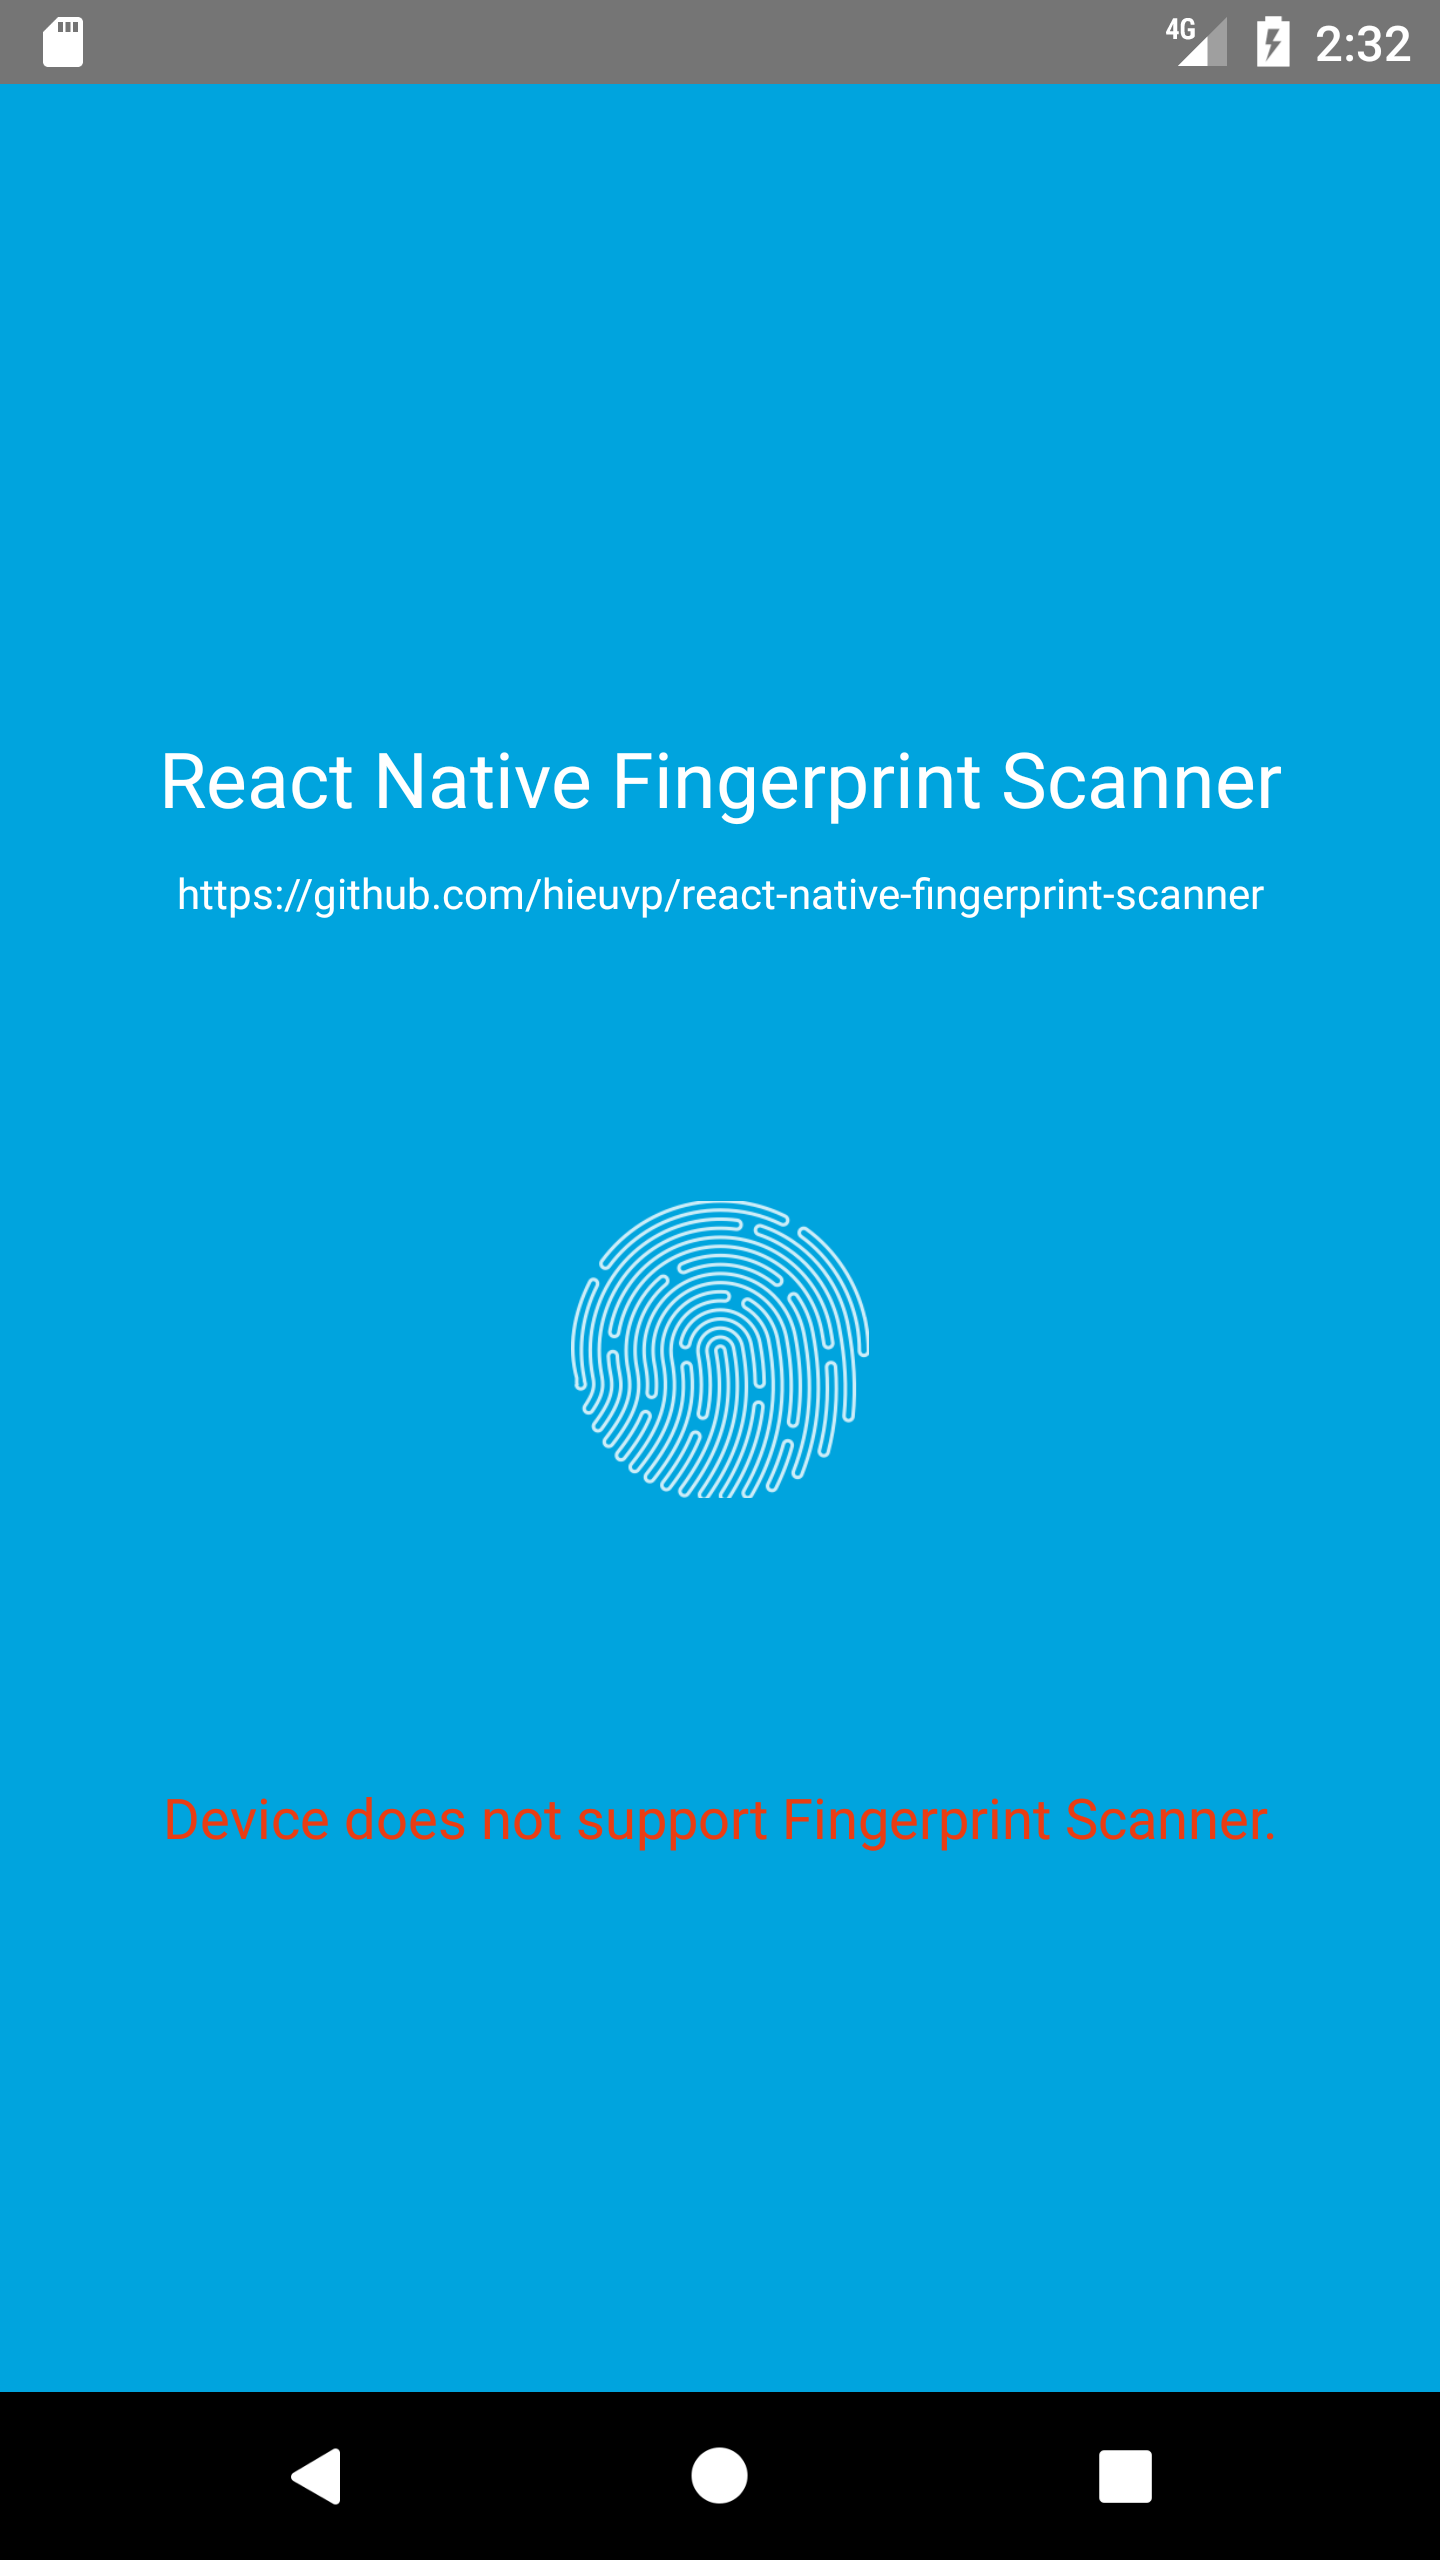 4G 2:32
React Native Fingerprint Scanner
https://github.com/hieuvp/react-native-fingerprint-scanner
Device does not support Fingerprint Scanner.